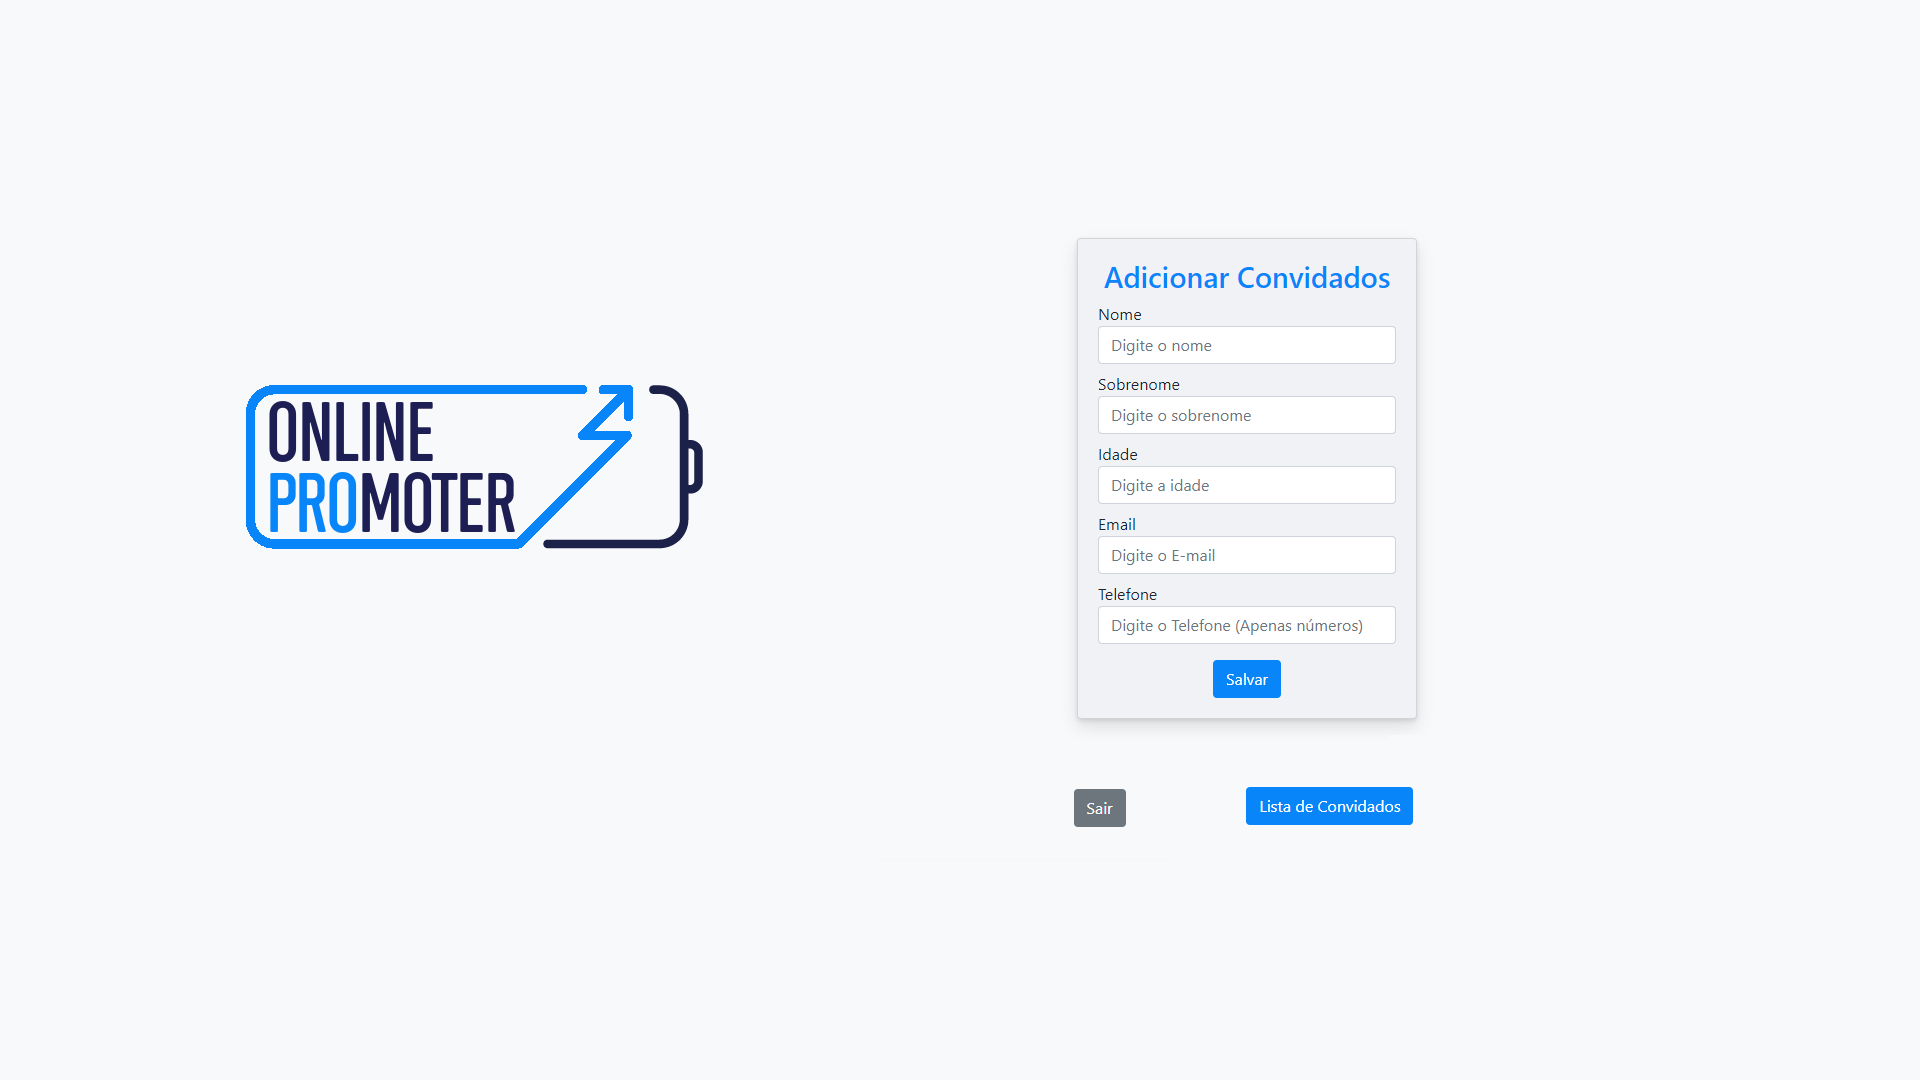 ONLINE
PROMOTER
Adicionar Convidados
Nome
Digite o nome
Sobrenome
Digite o sobrenome
Idade
Digite a idade
Email
Digite o E-mail
Telefone
Digite o Telefone (Apenas números)
Salvar
Sair
Lista de Convidados